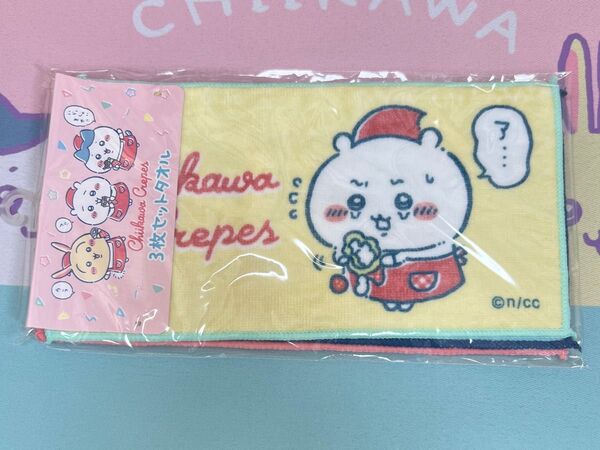 CHIIKAWA
Chiikawa Crepes
3枚セットタオル
kawa
repes
ア…
©n/cc